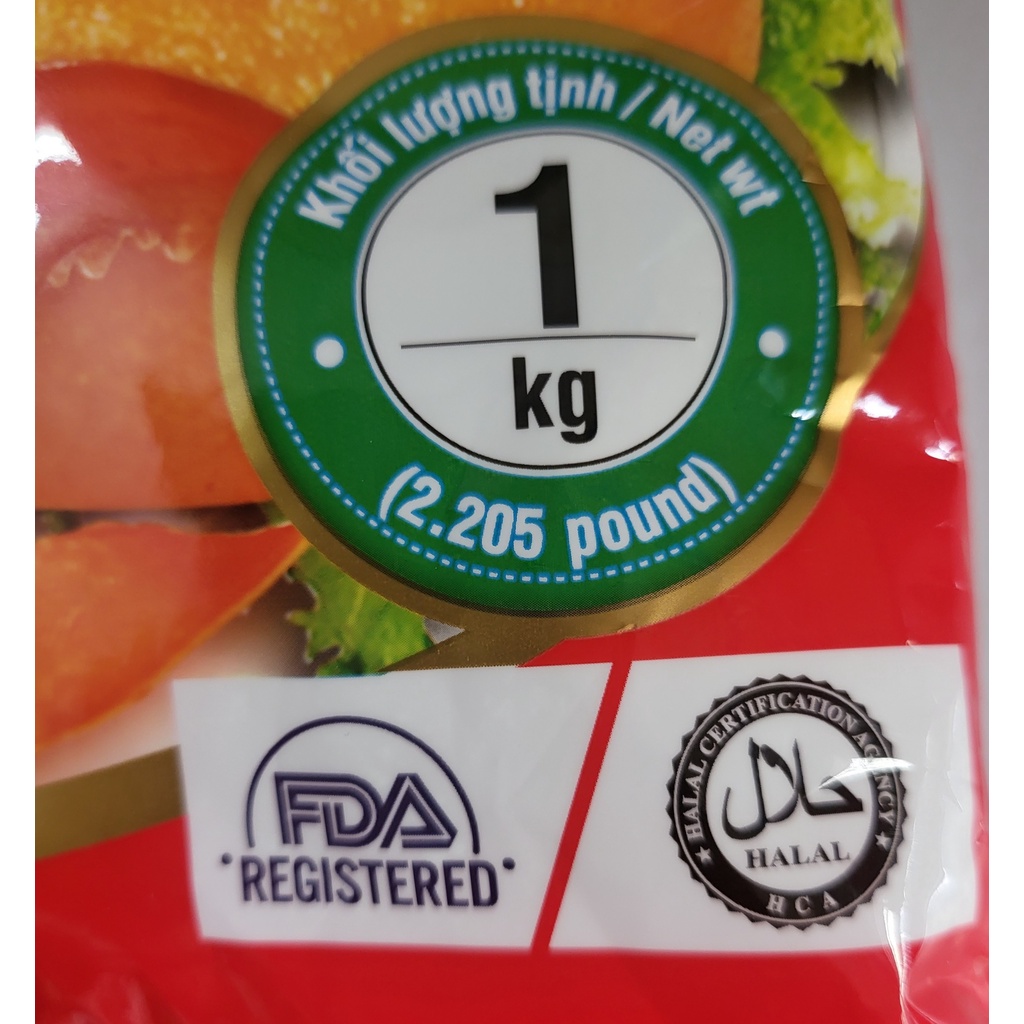 Khối lượng tịnh / Net wt
1
kg
(2.205 pound)
FDA
REGISTERED
HALAL CERTIFICATION AGENCY
حلال
HALAL
HCA